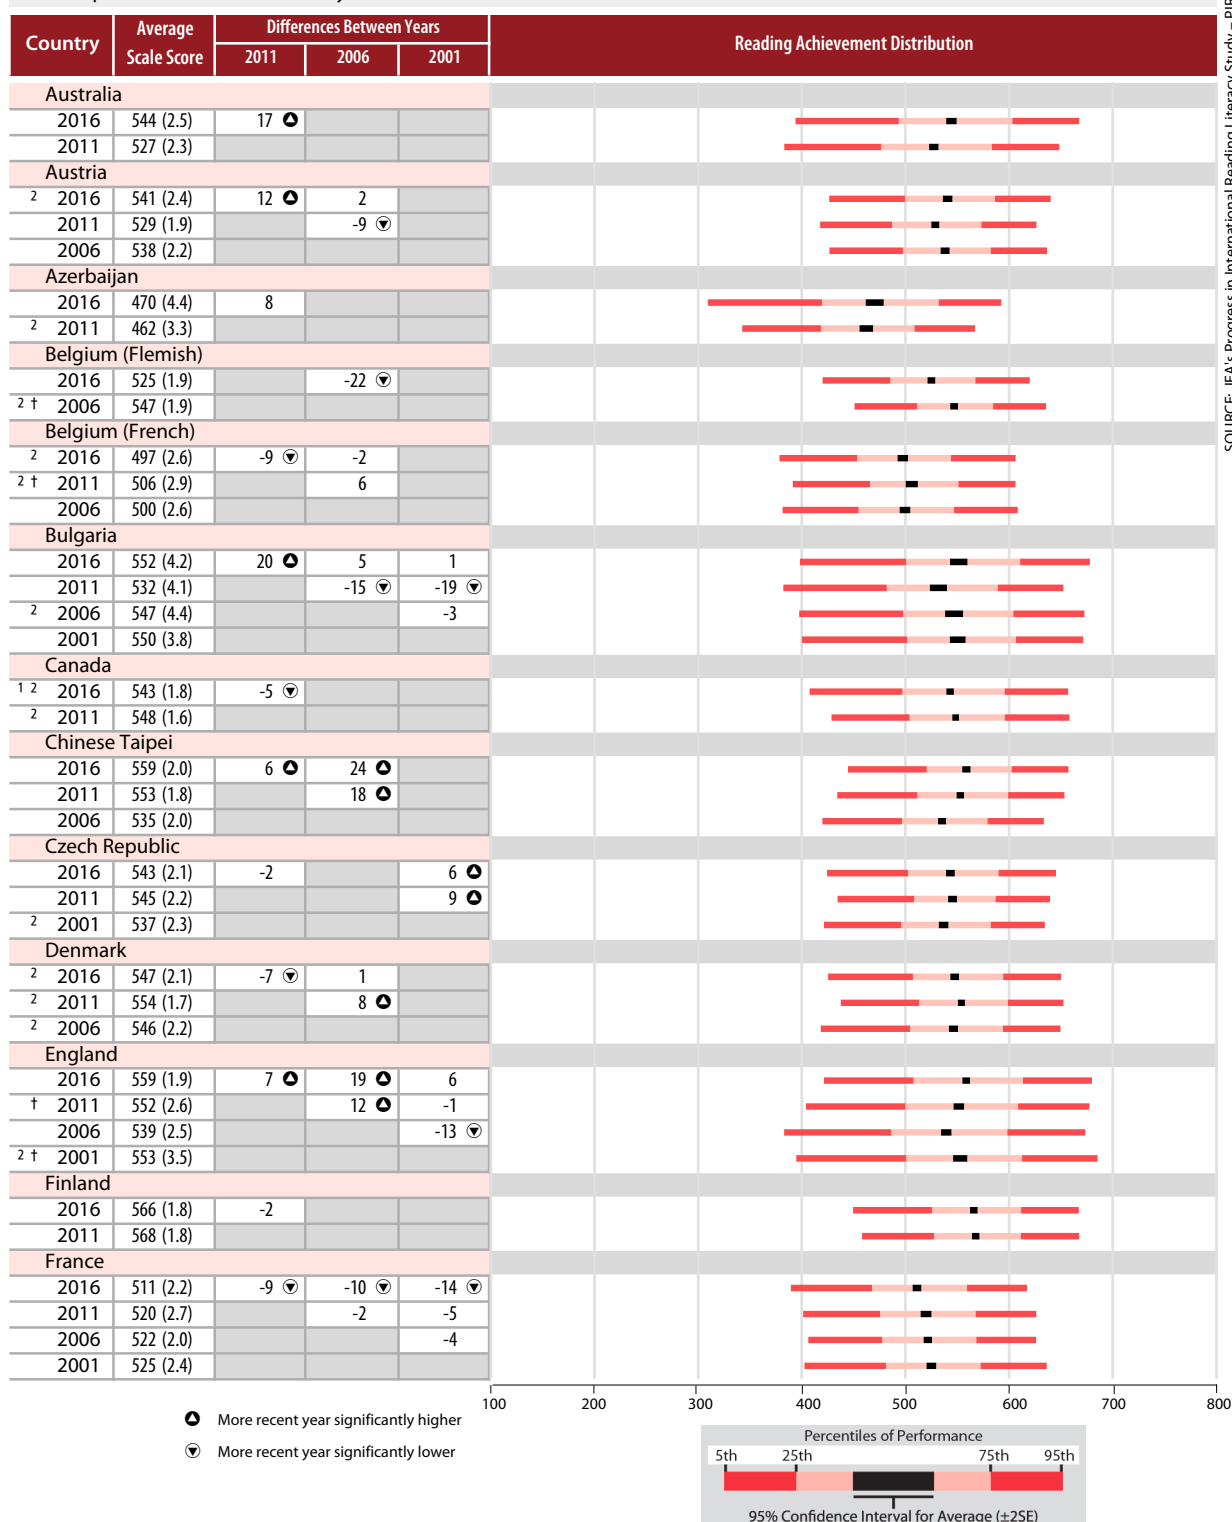 Country Average Scale Score Differences Between Years 2011 2006 2001 Reading Achievement Distribution
Australia
2016 544 (2.5) 17
2011 527 (2.3)
Austria
2 2016 541 (2.4) 12 2
2011 529 (1.9) -9
2006 538 (2.2)
Azerbaijan
2016 470 (4.4) 8
2 2011 462 (3.3)
Belgium (Flemish)
2016 525 (1.9) -22
2 † 2006 547 (1.9)
Belgium (French)
2 2016 497 (2.6) -9 -2
2 † 2011 506 (2.9) 6
2006 500 (2.6)
Bulgaria
2016 552 (4.2) 20 5 1
2011 532 (4.1) -15 -19
2 2006 547 (4.4) -3
2001 550 (3.8)
Canada
1 2 2016 543 (1.8) -5
2 2011 548 (1.6)
Chinese Taipei
2016 559 (2.0) 6 24
2011 553 (1.8) 18
2006 535 (2.0)
Czech Republic
2016 543 (2.1) -2 6
2011 545 (2.2) 9
2 2001 537 (2.3)
Denmark
2 2016 547 (2.1) -7 1
2 2011 554 (1.7) 8
2 2006 546 (2.2)
England
2016 559 (1.9) 7 19 6
† 2011 552 (2.6) 12 -1
2006 539 (2.5) -13
2 † 2001 553 (3.5)
Finland
2016 566 (1.8) -2
2011 568 (1.8)
France
2016 511 (2.2) -9 -10 -14
2011 520 (2.7) -2 -5
2006 522 (2.0) -4
2001 525 (2.4)
100 200 300 400 500 600 700 800
More recent year significantly higher
More recent year significantly lower
Percentiles of Performance
5th 25th 75th 95th
95% Confidence Interval for Average (±2SE)
SOURCE: IEA's Progress in International Reading Literacy Study –